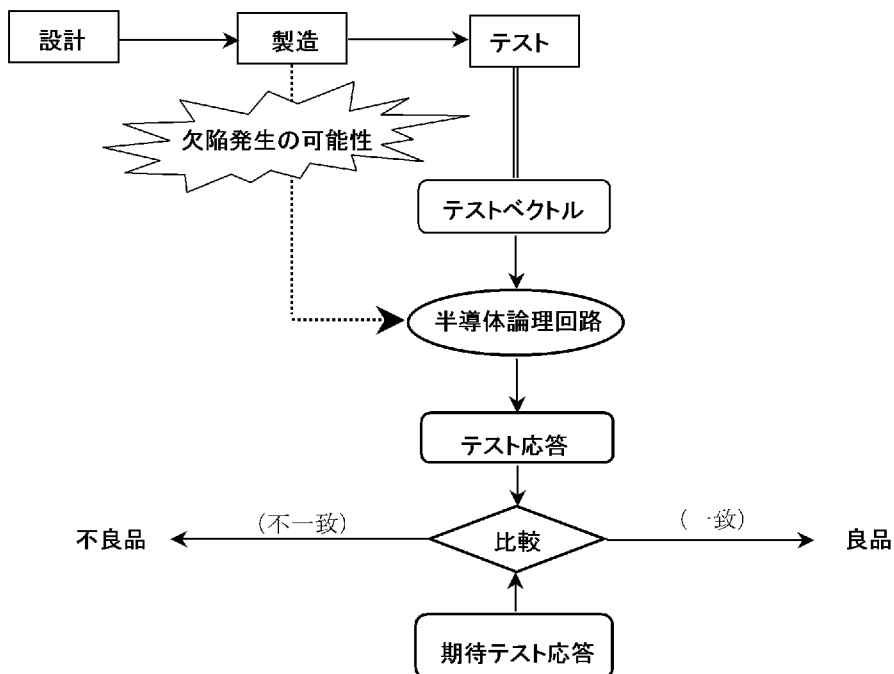 設計
製造
テスト
欠陥発生の可能性
テストベクトル
半導体論理回路
テスト応答
(不一致)
(一致)
不良品
比較
良品
期待テスト応答